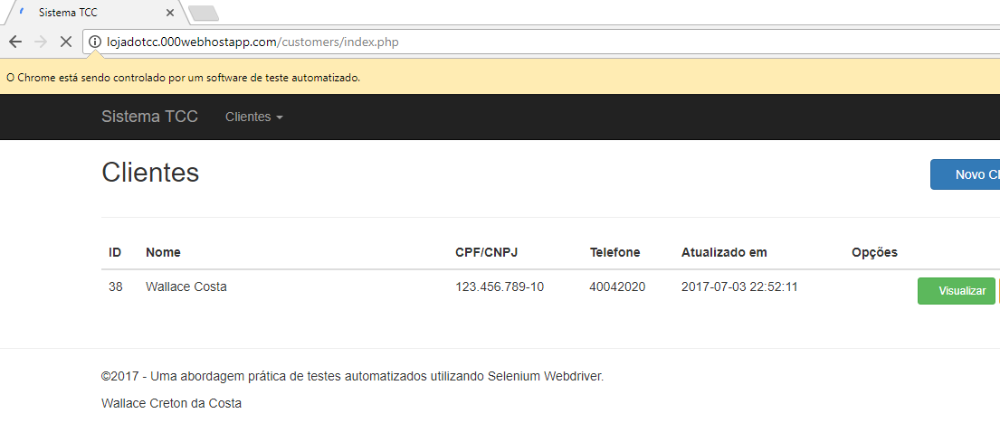 Sistema TCC
lojadotcc.000webhostapp.com/customers/index.php
O Chrome está sendo controlado por um software de teste automatizado.
Sistema TCC Clientes
Clientes
Novo Cl
ID Nome CPF/CNPJ Telefone Atualizado em Opções
38 Wallace Costa 123.456.789-10 40042020 2017-07-03 22:52:11 Visualizar
©2017 - Uma abordagem prática de testes automatizados utilizando Selenium Webdriver.
Wallace Creton da Costa